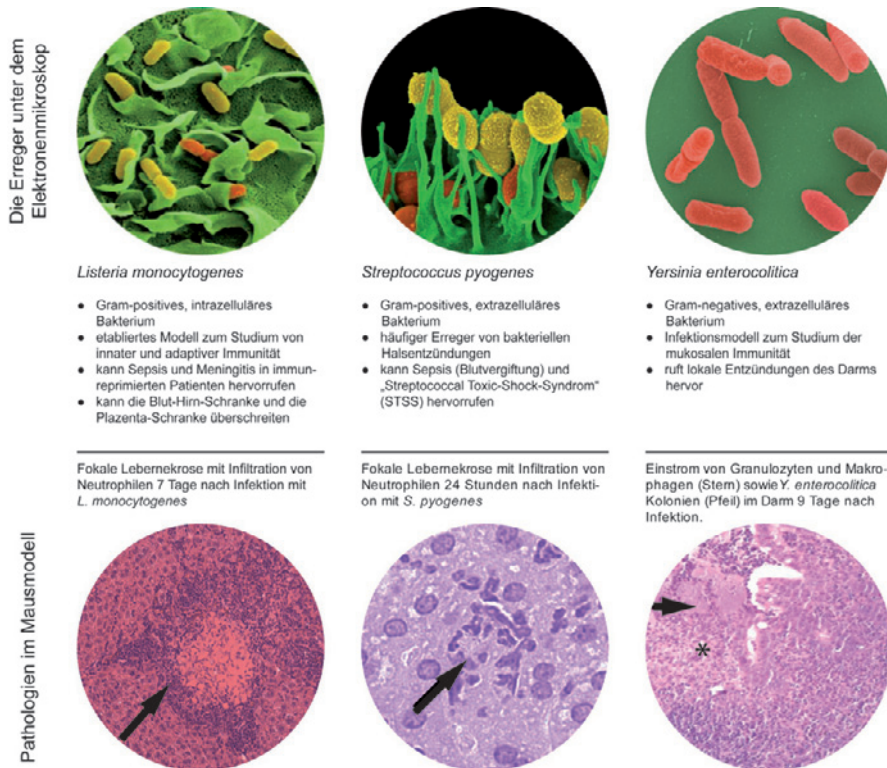 Die Erreger unter dem
Elektronenmikroskop
Listeria monocytogenes
• Gram-positives, intrazelluläres
Bakterium
• etabliertes Modell zum Studium von
innater und adaptiver Immunität
• kann Sepsis und Meningitis in immun-
reprimierten Patienten hervorrufen
• kann die Blut-Hirn-Schranke und die
Plazenta-Schranke überschreiten
Streptococcus pyogenes
• Gram-positives, extrazelluläres
Bakterium
• häufiger Erreger von bakteriellen
Halsentzündungen
• kann Sepsis (Blutvergiftung) und
„Streptococcal Toxic-Shock-Syndrom“
(STSS) hervorrufen
Yersinia enterocolitica
• Gram-negatives, extrazelluläres
Bakterium
• Infektionsmodell zum Studium der
mukosalen Immunität
• ruft lokale Entzündungen des Darms
hervor
Pathologien im Mausmodell
Fokale Lebernekrose mit Infiltration von
Neutrophilen 7 Tage nach Infektion mit
L. monocytogenes
Fokale Lebernekrose mit Infiltration von
Neutrophilen 24 Stunden nach Infekti-
on mit S. pyogenes
Einstrom von Granulozyten und Makro-
phagen (Stern) sowie Y. enterocolitica
Kolonien (Pfeil) im Darm 9 Tage nach
Infektion.
*